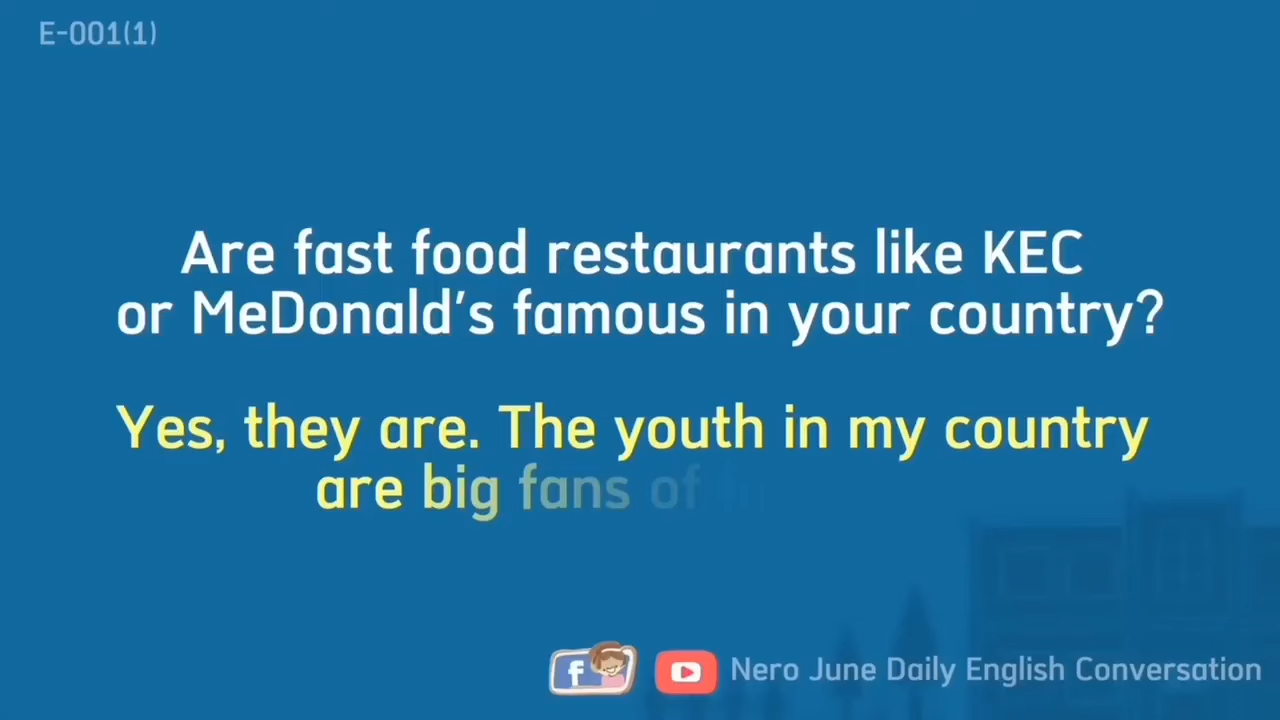 E-001(1)
Are fast food restaurants like KEC
or MeDonald's famous in your country?
Yes, they are. The youth in my country
are big fans of
f
Nero June Daily English Conversation